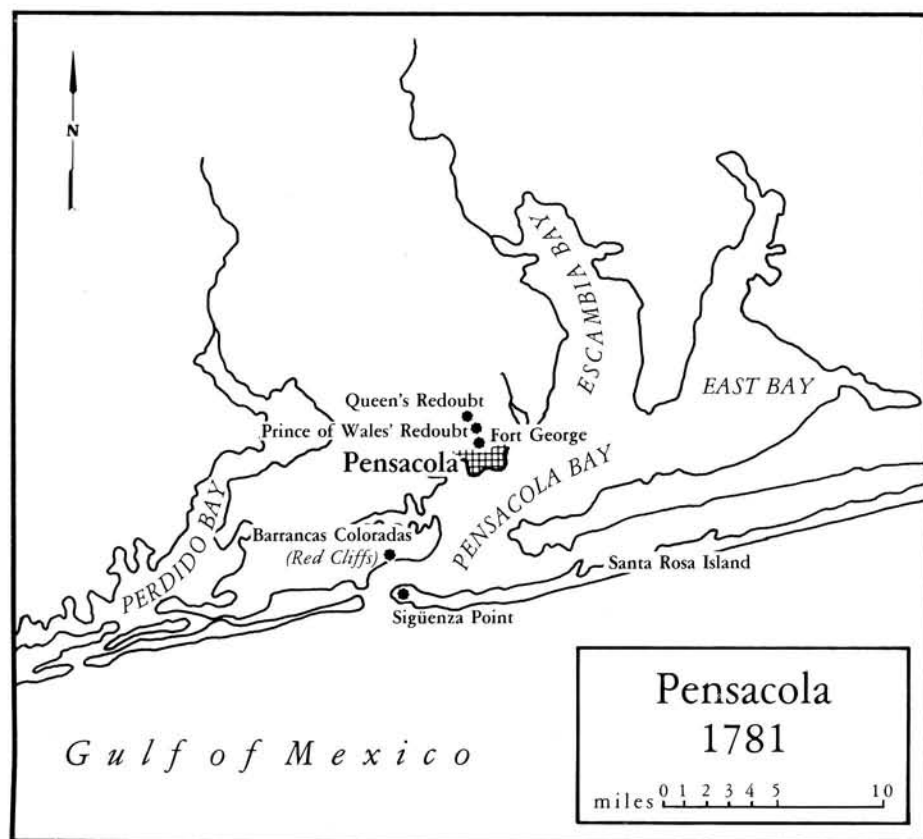 N
ESCAMBIA BAY
EAST BAY
Queen's Redoubt
Prince of Wales' Redoubt
Fort George
Pensacola
PENSACOLA BAY
PERDIDO BAY
Barrancas Coloradas
(Red Cliffs)
Santa Rosa Island
Sigüenza Point
Gulf of Mexico
Pensacola
1781
miles 0 1 2 3 4 5 10